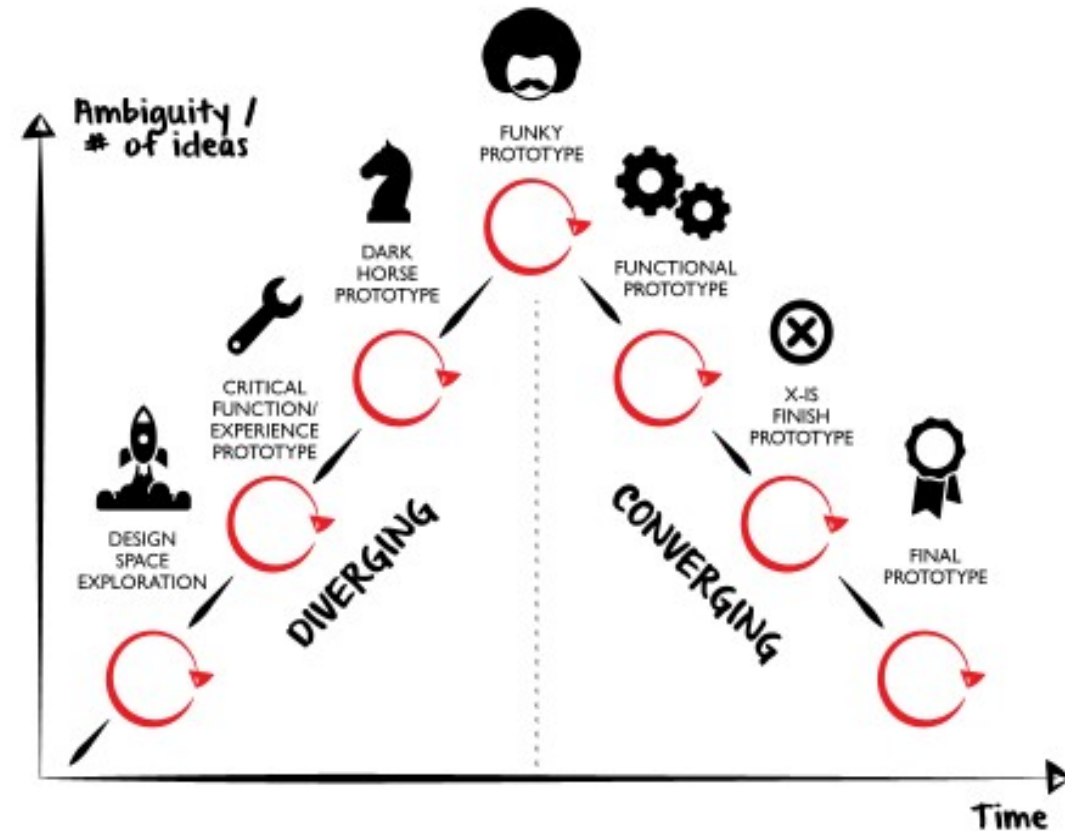 Ambiguity /
# of ideas
FUNKY
PROTOTYPE
DARK
HORSE
PROTOTYPE
FUNCTIONAL
PROTOTYPE
CRITICAL
FUNCTION/
EXPERIENCE
PROTOTYPE
X-IS
FINISH
PROTOTYPE
DESIGN
SPACE
EXPLORATION
DIVERGING
CONVERGING
FINAL
PROTOTYPE
Time